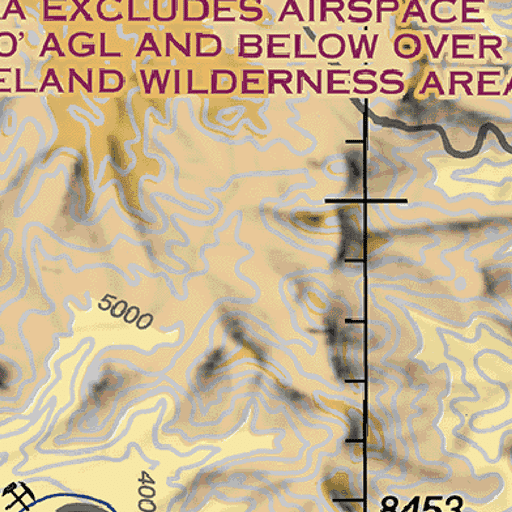 A EXCLUDES AIRSPACE
0' AGL AND BELOW OVER
ELAND WILDERNESS AREA
5000
400
8453